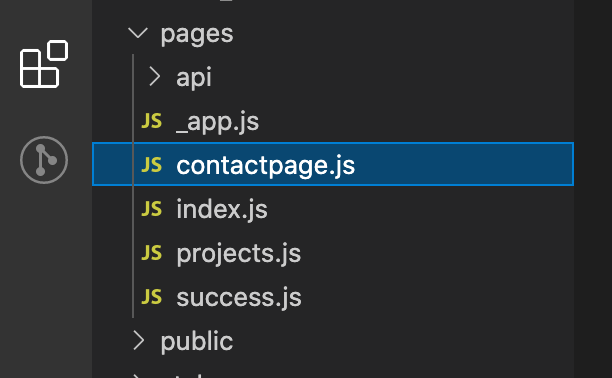 pages
api
JS _app.js
JS contactpage.js
JS index.js
JS projects.js
JS success.js
public